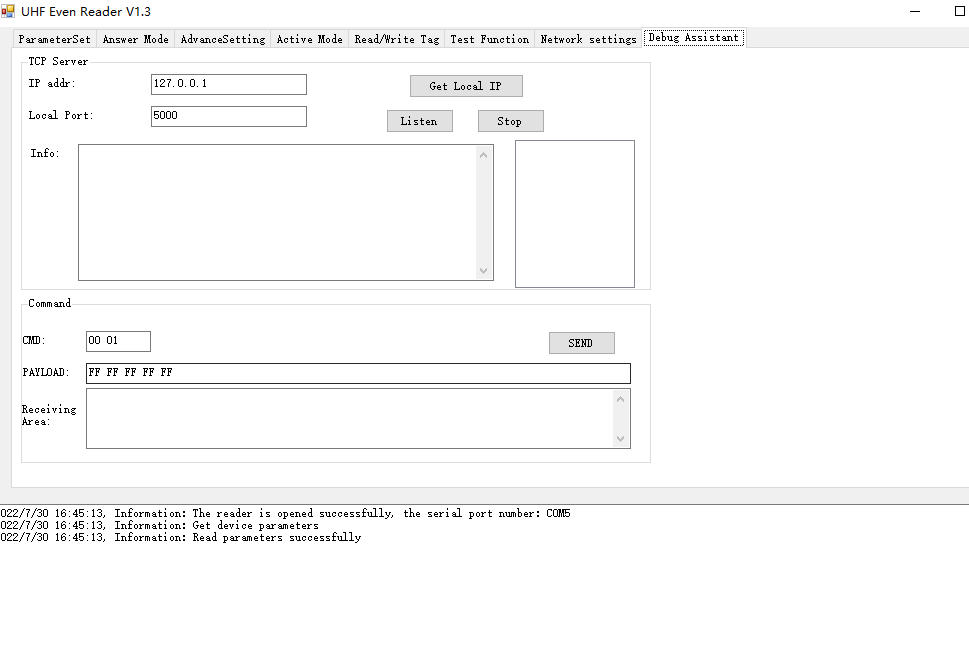 UHF Even Reader V1.3
ParameterSet Answer Mode AdvanceSetting Active Mode Read/Write Tag Test Function Network settings Debug Assistant
TCP Server
IP addr: 127.0.0.1 Get Local IP
Local Port: 5000 Listen Stop
Info:
Command
CMD: 00 01 SEND
PAYLOAD: FF FF FF FF FF
Receiving
Area:
022/7/30 16:45:13, Information: The reader is opened successfully, the serial port number: COM5
022/7/30 16:45:13, Information: Get device parameters
022/7/30 16:45:13, Information: Read parameters successfully